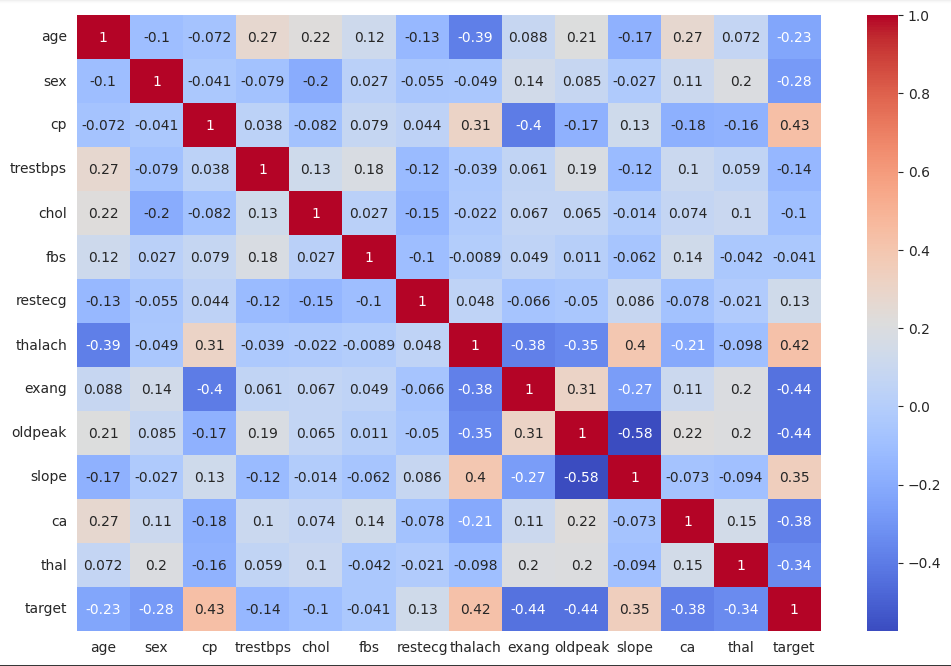 age 1 -0.1 -0.072 0.27 0.22 0.12 -0.13 -0.39 0.088 0.21 -0.17 0.27 0.072 -0.23
sex -0.1 1 -0.041 -0.079 -0.2 0.027 -0.055 -0.049 0.14 0.085 -0.027 0.11 0.2 -0.28
cp -0.072 -0.041 1 0.038 -0.082 0.079 0.044 0.31 -0.4 -0.17 0.13 -0.18 -0.16 0.43
trestbps 0.27 -0.079 0.038 1 0.13 0.18 -0.12 -0.039 0.061 0.19 -0.12 0.1 0.059 -0.14
chol 0.22 -0.2 -0.082 0.13 1 0.027 -0.15 -0.022 0.067 0.065 -0.014 0.074 0.1 -0.1
fbs 0.12 0.027 0.079 0.18 0.027 1 -0.1 -0.0089 0.049 0.011 -0.062 0.14 -0.042 -0.041
restecg -0.13 -0.055 0.044 -0.12 -0.15 -0.1 1 0.048 -0.066 -0.05 0.086 -0.078 -0.021 0.13
thalach -0.39 -0.049 0.31 -0.039 -0.022 -0.0089 0.048 1 -0.38 -0.35 0.4 -0.21 -0.098 0.42
exang 0.088 0.14 -0.4 0.061 0.067 0.049 -0.066 -0.38 1 0.31 -0.27 0.11 0.2 -0.44
oldpeak 0.21 0.085 -0.17 0.19 0.065 0.011 -0.05 -0.35 0.31 1 -0.58 0.22 0.2 -0.44
slope -0.17 -0.027 0.13 -0.12 -0.014 -0.062 0.086 0.4 -0.27 -0.58 1 -0.073 -0.094 0.35
ca 0.27 0.11 -0.18 0.1 0.074 0.14 -0.078 -0.21 0.11 0.22 -0.073 1 0.15 -0.38
thal 0.072 0.2 -0.16 0.059 0.1 -0.042 -0.021 -0.098 0.2 0.2 -0.094 0.15 1 -0.34
target -0.23 -0.28 0.43 -0.14 -0.1 -0.041 0.13 0.42 -0.44 -0.44 0.35 -0.38 -0.34 1
age sex cp trestbps chol fbs restecg thalach exang oldpeak slope ca thal target
1.0
0.8
0.6
0.4
0.2
0.0
−0.2
−0.4